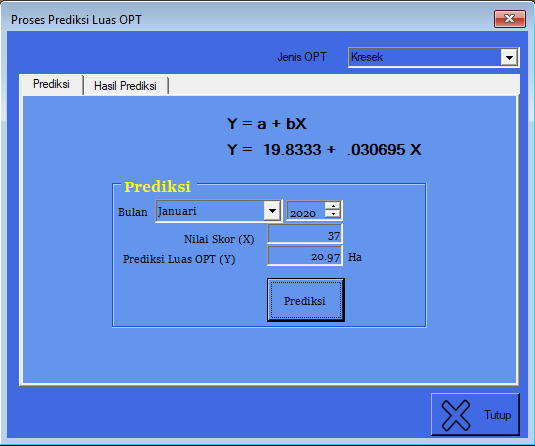 Proses Prediksi Luas OPT
Jenis OPT Kresek
Prediksi Hasil Prediksi
Y = a + bX
Y = 19.8333 + .030695 X
Prediksi
Bulan Januari 2020
Nilai Skor (X) 37
Prediksi Luas OPT (Y) 20.97 Ha
Prediksi
Tutup